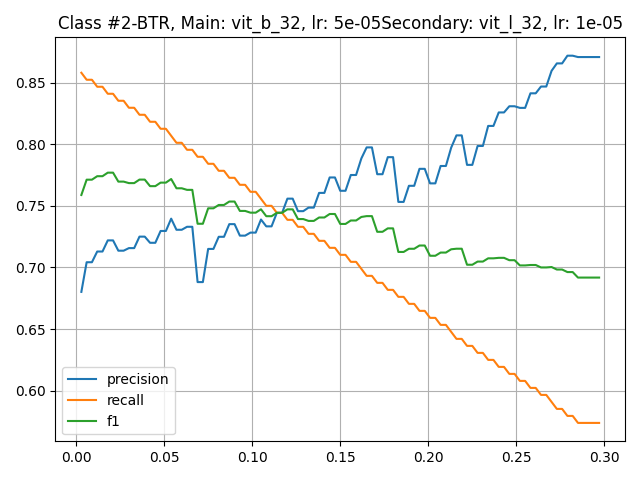 Class #2-BTR, Main: vit_b_32, lr: 5e-05Secondary: vit_l_32, lr: 1e-05
0.85
0.80
0.75
0.70
0.65
0.60
precision
recall
f1
0.00 0.05 0.10 0.15 0.20 0.25 0.30